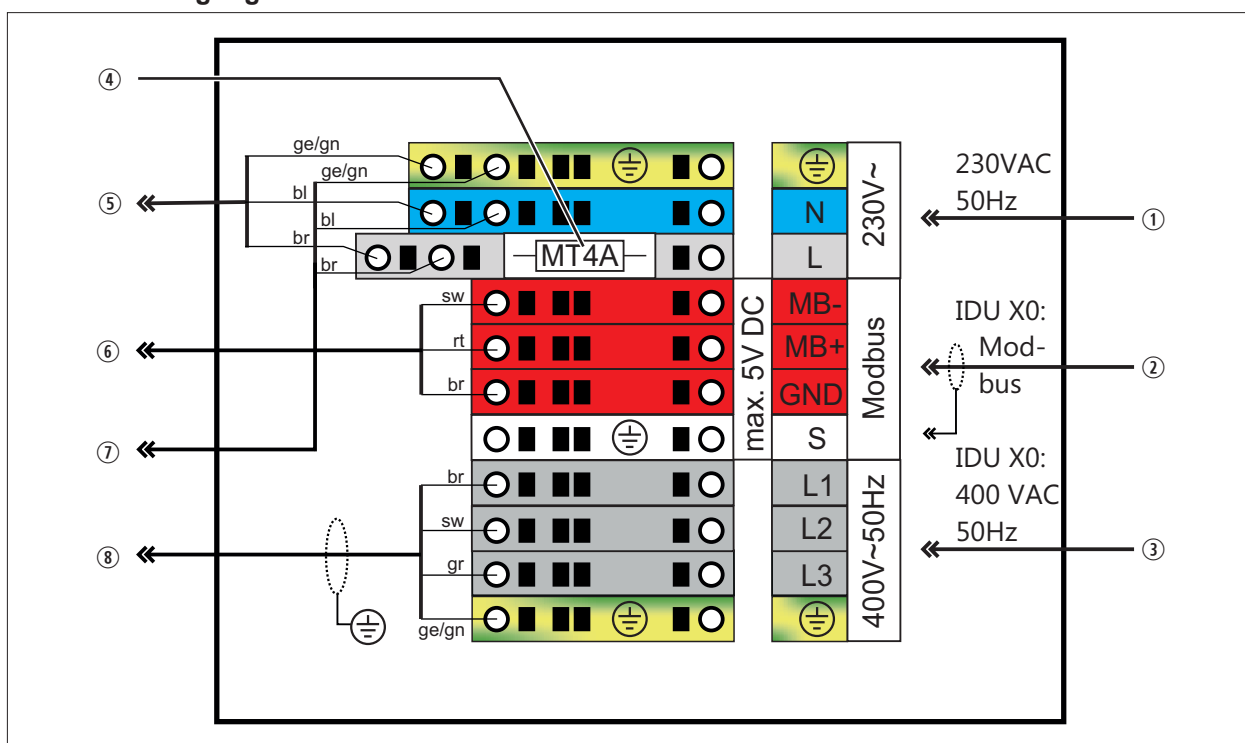 ④
ge/gn
ge/gn
230VAC
50Hz
230V~
⑤
bl
bl
N
①
br
br
MT4A
L
sw
MB-
IDU X0:
Mod-
bus
max. 5V DC
Modbus
⑥
rt
MB+
②
br
GND
⑦
S
IDU X0:
400 VAC
50Hz
br
L1
400V~50Hz
sw
L2
⑧
③
gr
L3
ge/gn